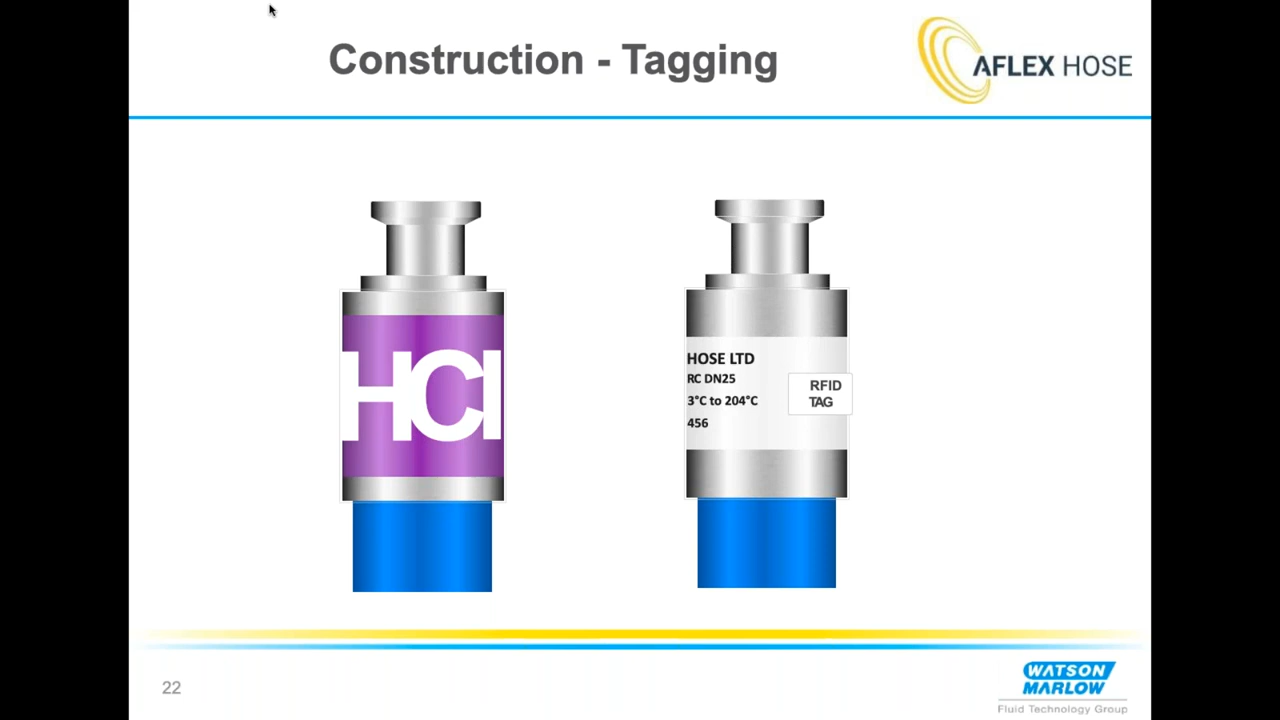 Construction - Tagging
AFLEX HOSE
HCl
HOSE LTD
RC DN25
3°C to 204°C
456
RFID
TAG
22
WATSON
MARLOW
Fluid Technology Group